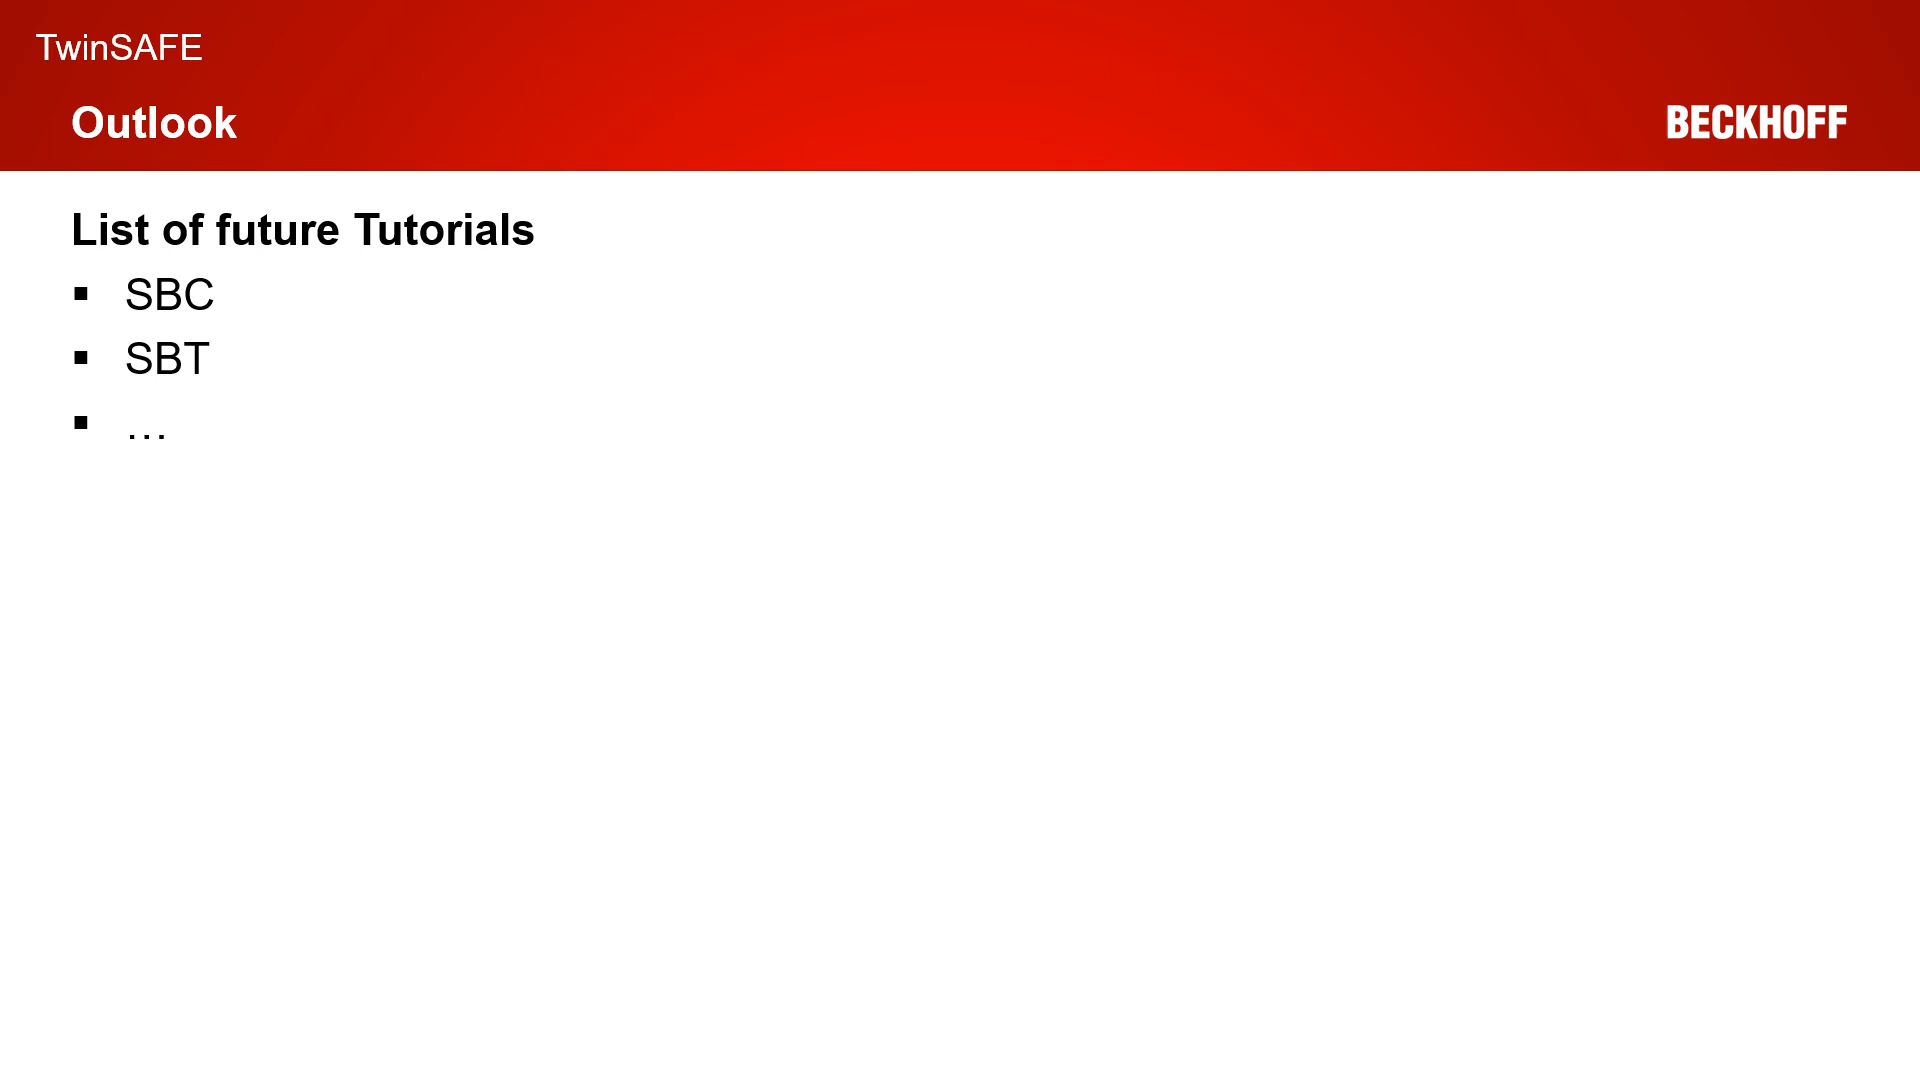 TwinSAFE
Outlook
BECKHOFF
List of future Tutorials
▪ SBC
▪ SBT
▪ …